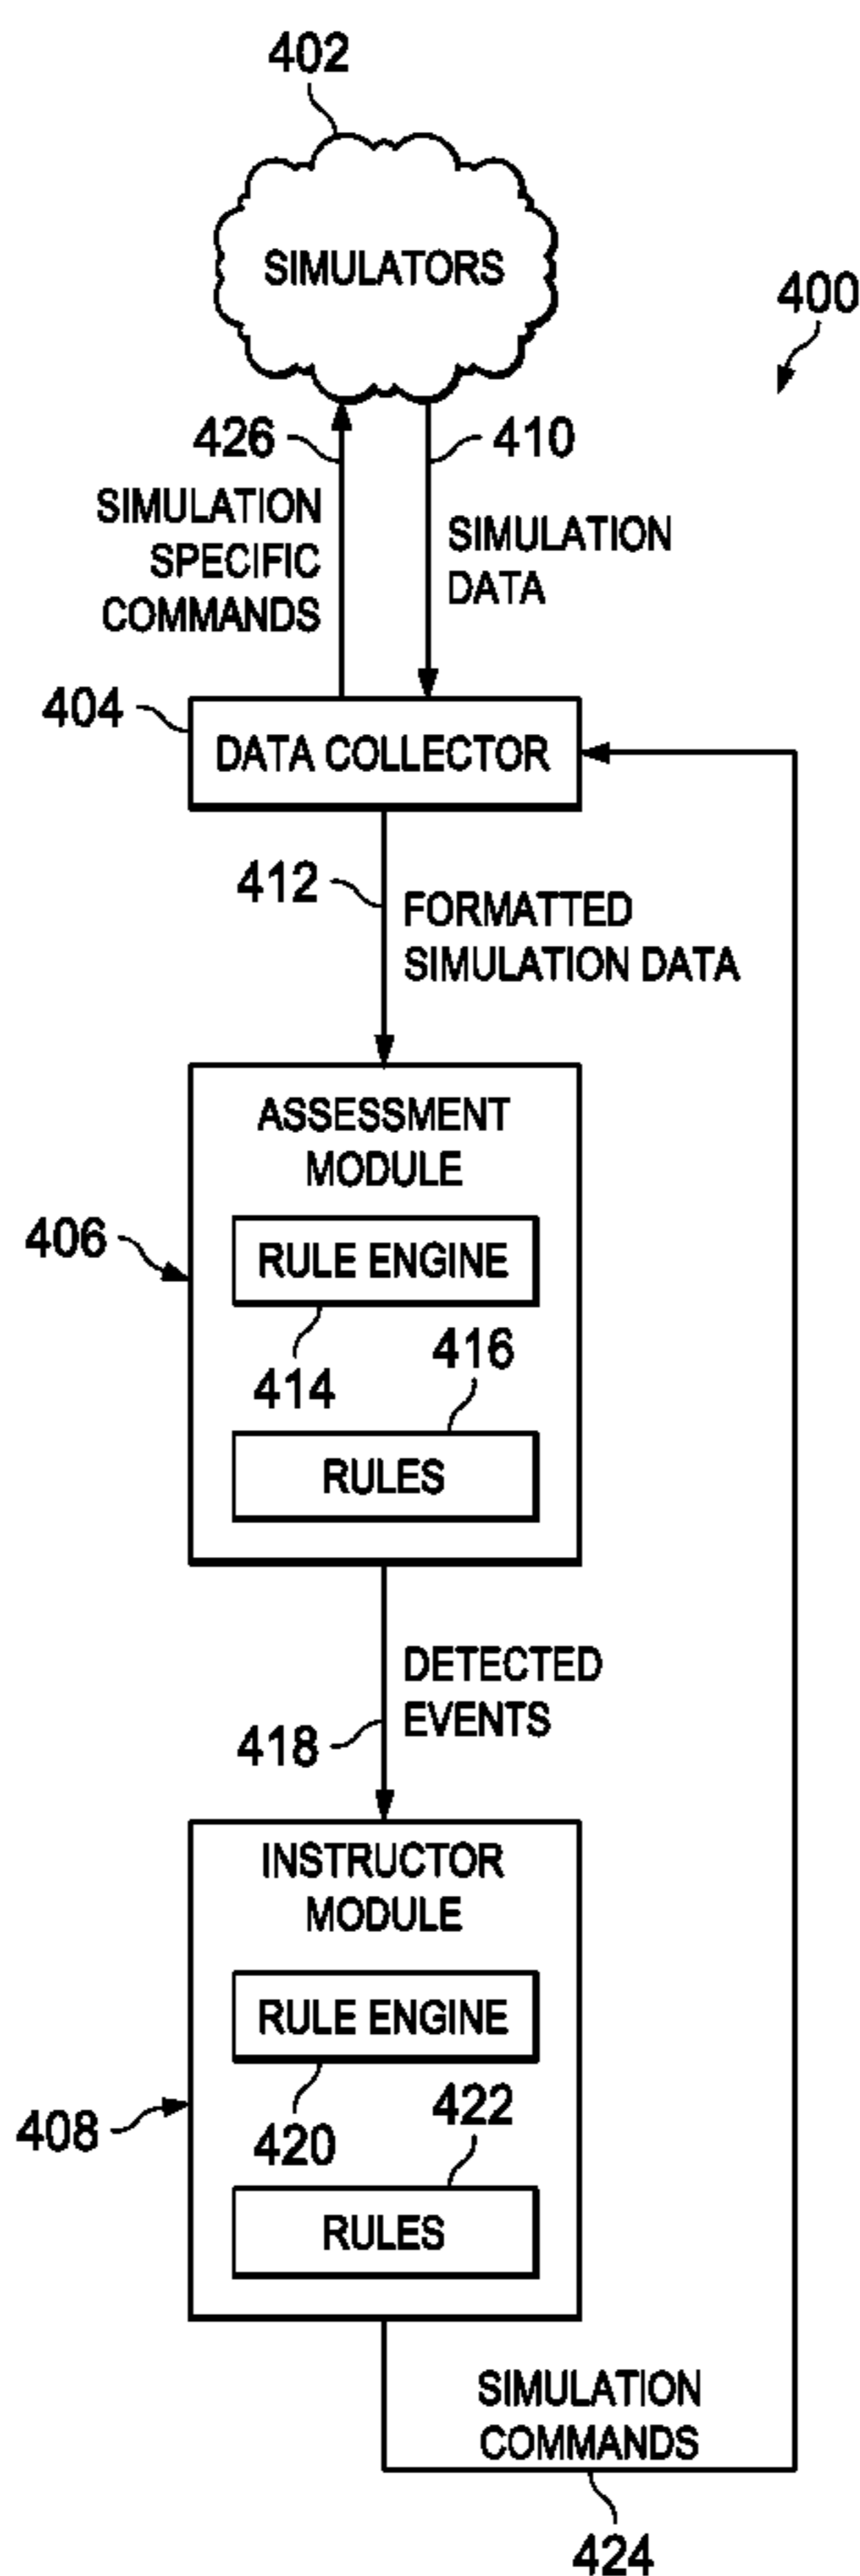 402
SIMULATORS
400
426
410
SIMULATION
SPECIFIC
COMMANDS
SIMULATION
DATA
404
DATA COLLECTOR
412
FORMATTED
SIMULATION DATA
ASSESSMENT
MODULE
406
RULE ENGINE
414
416
RULES
DETECTED
EVENTS
418
INSTRUCTOR
MODULE
RULE ENGINE
408
420
422
RULES
SIMULATION
COMMANDS
424